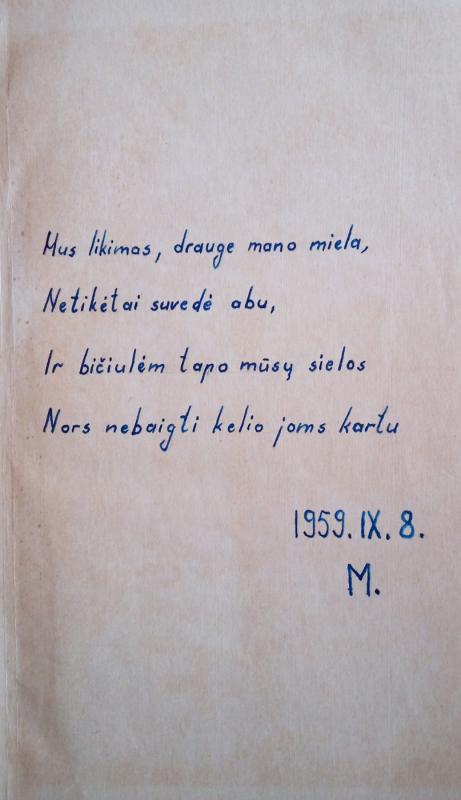 Mus likimas, drauge mano miela,
Netikėtai suvedė abu,
Ir bičiulėm tapo mūsų sielos
Nors nebaigti kelio joms kartu
1959. IX. 8.
M.